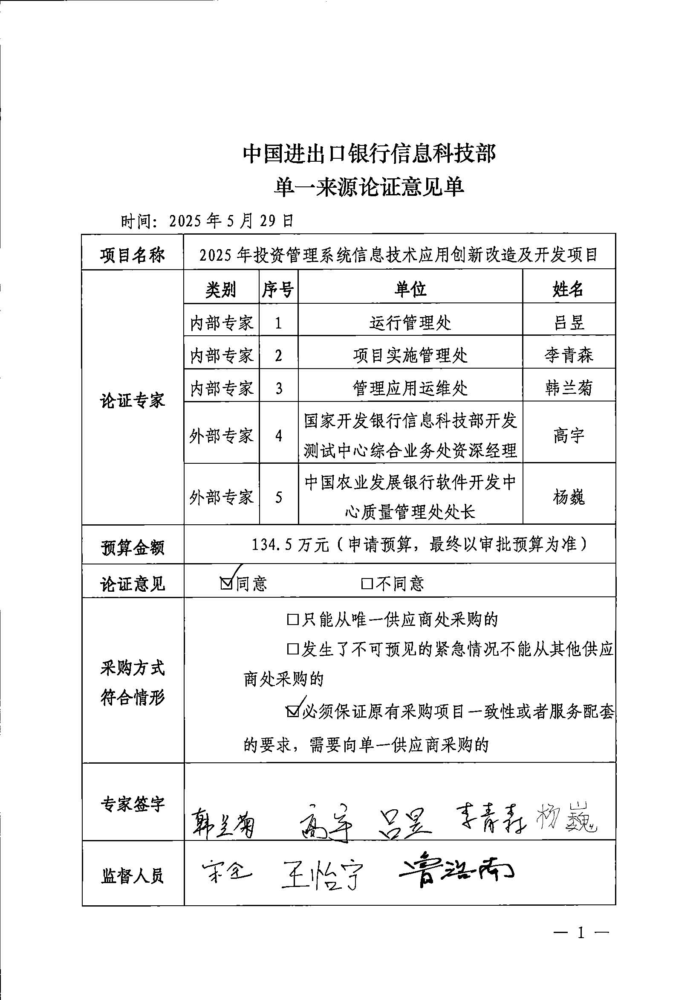 中国进出口银行信息科技部
单一来源论证意见单
时间: 2025 年 5 月 29 日
项目名称 2025 年投资管理系统信息技术应用创新改造及开发项目
类别 序号 单位 姓名
内部专家 1 运行管理处 吕昱
内部专家 2 项目实施管理处 李青森
内部专家 3 管理应用运维处 韩兰菊
论证专家
国家开发银行信息科技部开发
外部专家 4 高宇
测试中心综合业务处资深经理
中国农业发展银行软件开发中
外部专家 5 杨巍
心质量管理处处长
预算金额 134.5 万元（申请预算，最终以审批预算为准）
论证意见 ☑同意 □不同意
□只能从唯一供应商处采购的
□发生了不可预见的紧急情况不能从其他供应
采购方式
商处采购的
符合情形
☑必须保证原有采购项目一致性或者服务配套
的要求，需要向单一供应商采购的
专家签字 韩兰菊 高宇 吕昱 李青森 杨巍
监督人员 王怡宁
— 1 —